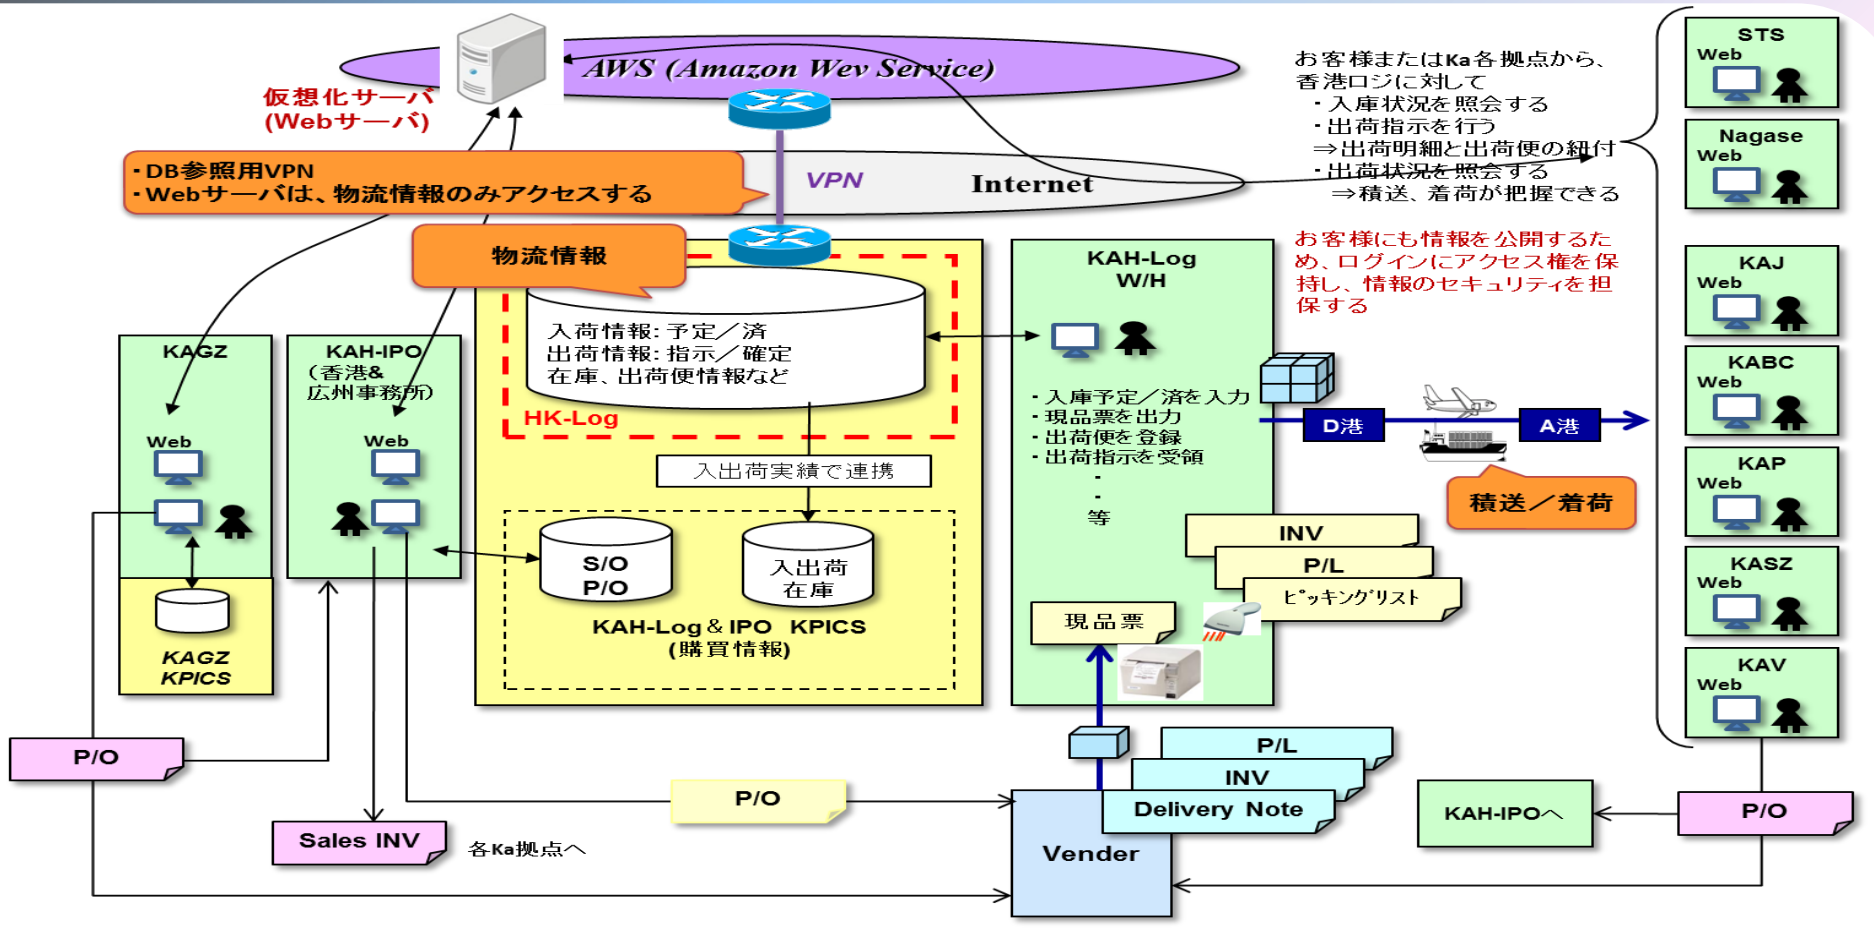 AWS (Amazon Wev Service)
仮想化サーバ
(Webサーバ)
・DB参照用VPN
・Webサーバは、物流情報のみアクセスする
VPN
Internet
お客様またはKa各拠点から、
香港ロジに対して
・入庫状況を照会する
・出荷指示を行う
⇒出荷明細と出荷便の紐付
・出荷状況を照会する
⇒積送、着荷が把握できる
お客様にも情報を公開するた
め、ログインにアクセス権を保
持し、情報のセキュリティを担
保する
STS
Web
Nagase
Web
KAJ
Web
KABC
Web
KAP
Web
KASZ
Web
KAV
Web
物流情報
入荷情報：予定／済
出荷情報：指示／確定
在庫、出荷便情報など
HK-Log
入出荷実績で連携
S/O
P/O
入出荷
在庫
KAH-Log＆IPO KPICS
(購買情報)
KAGZ
Web
KAGZ
KPICS
KAH-IPO
（香港&
広州事務所）
Web
KAH-Log
W/H
・入庫予定／済を入力
・現品票を出力
・出荷便を登録
・出荷指示を受領
・
・
等
D港
A港
積送／着荷
INV
P/L
ﾋﾟｯｷﾝｸﾞﾘｽﾄ
現品票
P/O
Sales INV
各Ka拠点へ
P/O
P/L
INV
Delivery Note
Vender
KAH-IPOへ
P/O